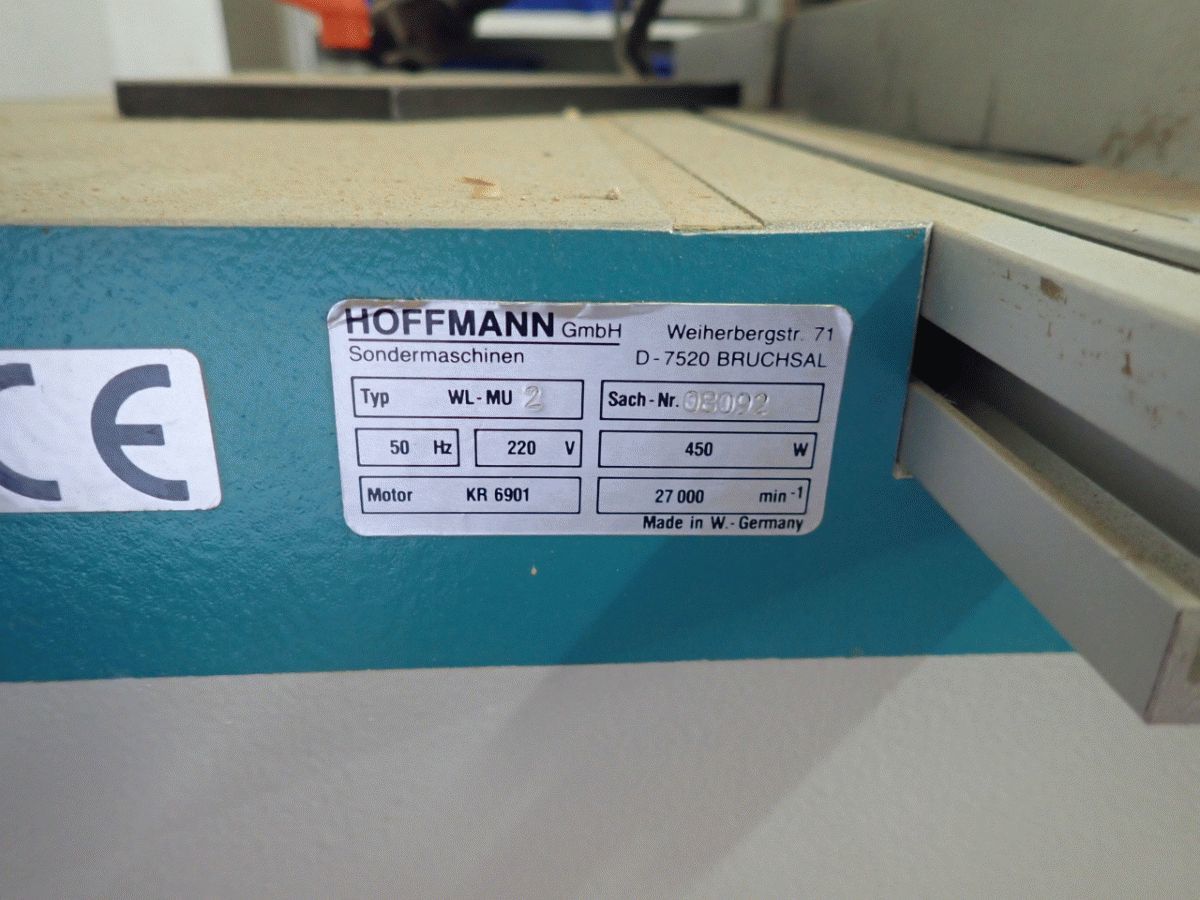 CE
HOFFMANN GmbH Weiherbergstr. 71
Sondermaschinen D-7520 BRUCHSAL
Typ WL-MU 2 Sach-Nr. 08092
50 Hz 220 V 450 W
Motor KR 6901 27 000 min-1
Made in W.-Germany